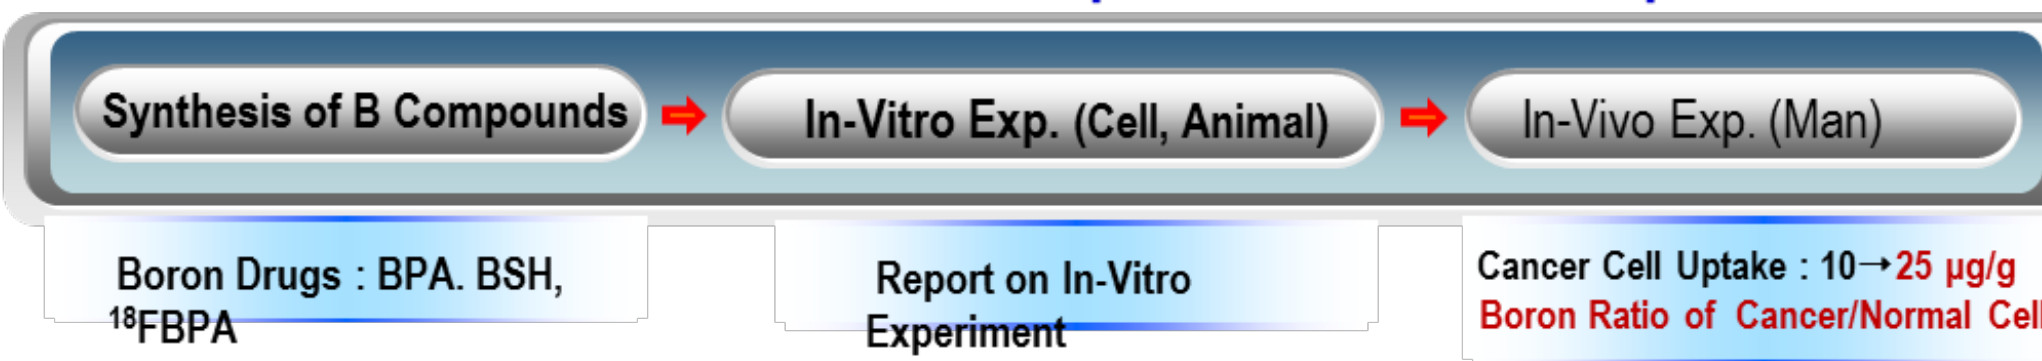 Synthesis of B Compounds
In-Vitro Exp. (Cell, Animal)
In-Vivo Exp. (Man)
Boron Drugs : BPA. BSH,
¹⁸FBPA
Report on In-Vitro
Experiment
Cancer Cell Uptake : 10→25 µg/g
Boron Ratio of Cancer/Normal Cell